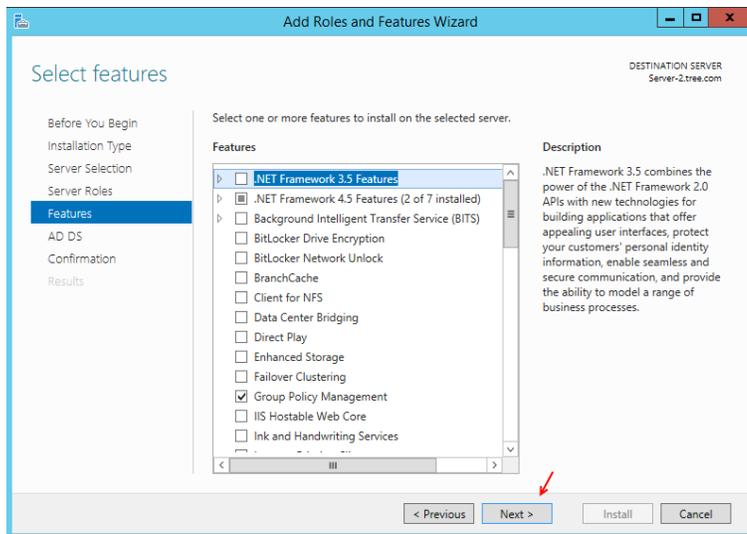 Add Roles and Features Wizard
x
Select features
DESTINATION SERVER
Server-2.tree.com
Before You Begin
Installation Type
Server Selection
Server Roles
Features
AD DS
Confirmation
Results
Select one or more features to install on the selected server.
Features
.NET Framework 3.5 Features
.NET Framework 4.5 Features (2 of 7 installed)
Background Intelligent Transfer Service (BITS)
BitLocker Drive Encryption
BitLocker Network Unlock
BranchCache
Client for NFS
Data Center Bridging
Direct Play
Enhanced Storage
Failover Clustering
Group Policy Management
IIS Hostable Web Core
Ink and Handwriting Services
Description
.NET Framework 3.5 combines the
power of the .NET Framework 2.0
APIs with new technologies for
building applications that offer
appealing user interfaces, protect
your customers' personal identity
information, enable seamless and
secure communication, and provide
the ability to model a range of
business processes.
< Previous
Next >
Install
Cancel